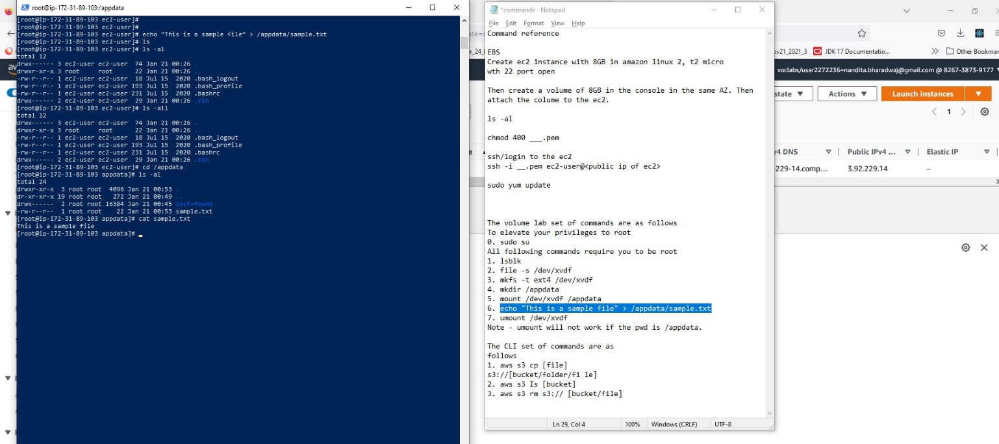 root@ip-172-31-89-103:/appdata
[root@ip-172-31-89-103 ec2-user]#
[root@ip-172-31-89-103 ec2-user]#
[root@ip-172-31-89-103 ec2-user]# echo "This is a sample file" > /appdata/sample.txt
[root@ip-172-31-89-103 ec2-user]# ls
[root@ip-172-31-89-103 ec2-user]# ls -al
total 12
drwx------ 3 ec2-user ec2-user  74 Jan 21 00:26 .
drwxr-xr-x 3 root     root      22 Jan 21 00:26 ..
-rw-r--r-- 1 ec2-user ec2-user  18 Jul 15  2020 .bash_logout
-rw-r--r-- 1 ec2-user ec2-user 193 Jul 15  2020 .bash_profile
-rw-r--r-- 1 ec2-user ec2-user 231 Jul 15  2020 .bashrc
drwx------ 2 ec2-user ec2-user  29 Jan 21 00:26 .ssh
[root@ip-172-31-89-103 ec2-user]# ls -all
total 12
drwx------ 3 ec2-user ec2-user  74 Jan 21 00:26 .
drwxr-xr-x 3 root     root      22 Jan 21 00:26 ..
-rw-r--r-- 1 ec2-user ec2-user  18 Jul 15  2020 .bash_logout
-rw-r--r-- 1 ec2-user ec2-user 193 Jul 15  2020 .bash_profile
-rw-r--r-- 1 ec2-user ec2-user 231 Jul 15  2020 .bashrc
drwx------ 2 ec2-user ec2-user  29 Jan 21 00:26 .ssh
[root@ip-172-31-89-103 ec2-user]# cd /appdata
[root@ip-172-31-89-103 appdata]# ls -al
total 24
drwxr-xr-x  3 root root  4096 Jan 21 00:53 .
dr-xr-xr-x 19 root root   272 Jan 21 00:49 ..
drwx------  2 root root 16384 Jan 21 00:45 lost+found
-rw-r--r--  1 root root    22 Jan 21 00:53 sample.txt
[root@ip-172-31-89-103 appdata]# cat sample.txt
This is a sample file
[root@ip-172-31-89-103 appdata]#
*commands - Notepad
File Edit Format View Help
Command reference
EBS
Create ec2 instance with 8GB in amazon linux 2, t2 micro
wth 22 port open
Then create a volume of 8GB in the console in the same AZ. Then
attach the colume to the ec2.
ls -al
chmod 400 ___.pem
ssh/login to the ec2
ssh -i __.pem ec2-user@<public ip of ec2>
sudo yum update
The volume lab set of commands are as follows
To elevate your privileges to root
0. sudo su
All following commands require you to be root
1. lsblk
2. file -s /dev/xvdf
3. mkfs -t ext4 /dev/xvdf
4. mkdir /appdata
5. mount /dev/xvdf /appdata
6. echo "This is a sample file" > /appdata/sample.txt
7. umount /dev/xvdf
Note - umount will not work if the pwd is /appdata.
The CLI set of commands are as
follows
1. aws s3 cp [file]
s3://[bucket/folder/fi le]
2. aws s3 Is [bucket]
3. aws s3 rm s3:// [bucket/file]
Ln 29, Col 4 100% Windows (CRLF) UTF-8
ov21_2021_3 JDK 17 Documentatio... Other Bookmar
voclabs/user2272236=nandita.bharadwaj@gmail.com @ 8267-3873-9177
state Actions Launch instances
1
v4 DNS Public IPv4 ... Elastic IP
-229-14.comp... 3.92.229.14 –